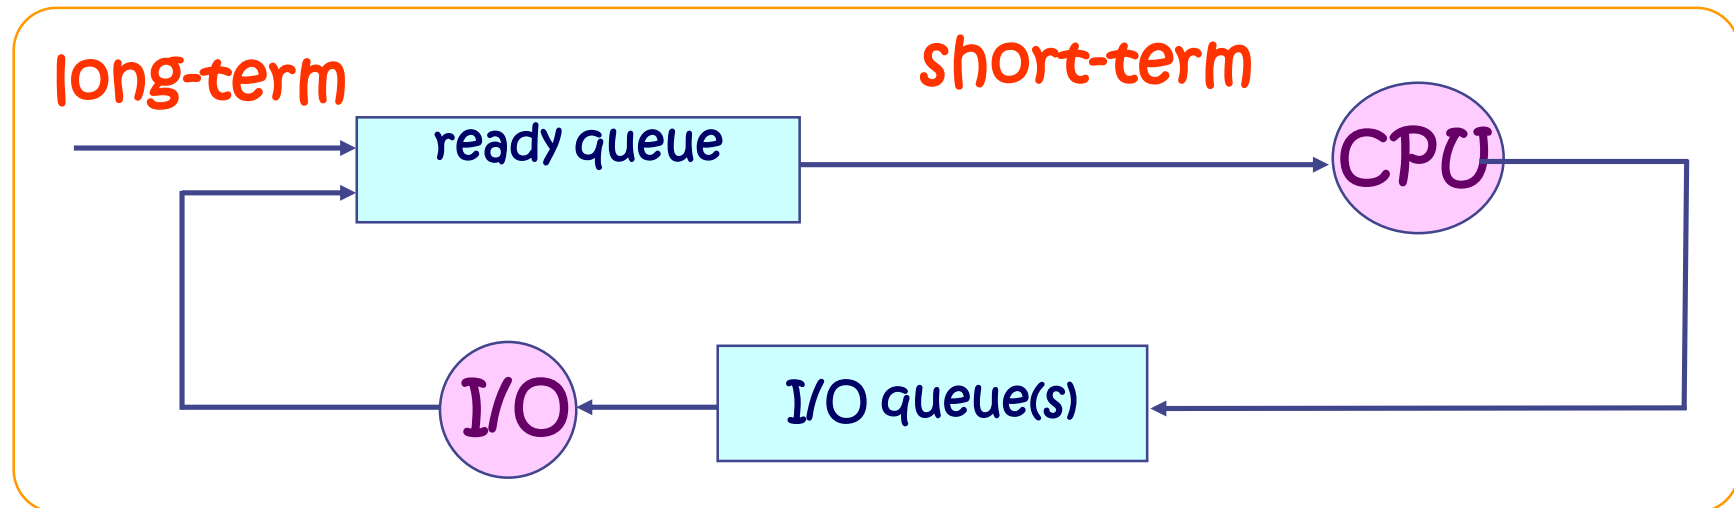 long-term
short-term
ready queue
CPU
I/O
I/O queue(s)